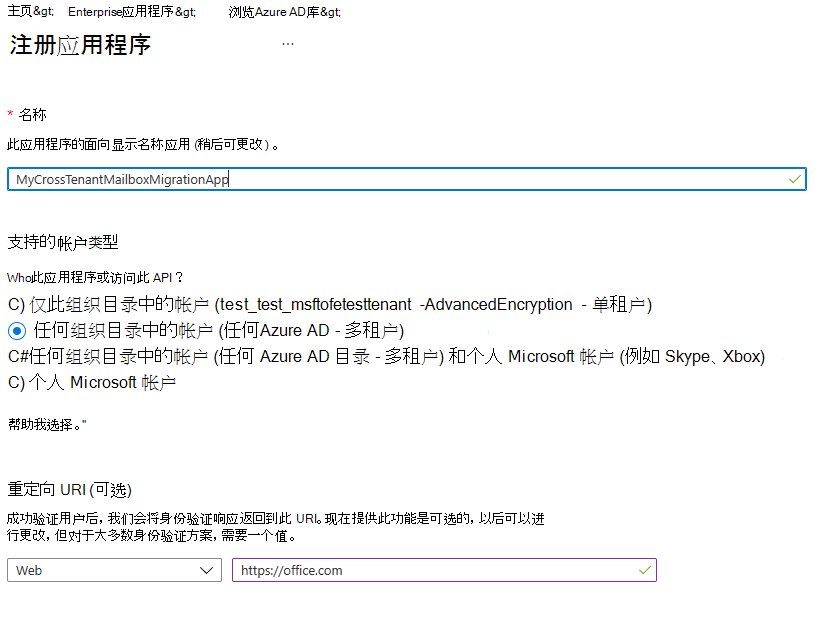 主页&gt; Enterprise应用程序&gt; 浏览Azure AD库&gt;
注册应用程序 ...
* 名称
此应用程序的面向显示名称应用 (稍后可更改) 。
MyCrossTenantMailboxMigrationApp
支持的帐户类型
Who此应用程序或访问此 API？
C) 仅此组织目录中的帐户 (test_test_msftofetesttenant -AdvancedEncryption - 单租户)
任何组织目录中的帐户 (任何Azure AD - 多租户)
C#任何组织目录中的帐户 (任何 Azure AD 目录 - 多租户) 和个人 Microsoft 帐户 (例如 Skype、Xbox)
C) 个人 Microsoft 帐户
帮助我选择。"
重定向 URI (可选)
成功验证用户后，我们会将身份验证响应返回到此 URI。现在提供此功能是可选的，以后可以进
行更改，但对于大多数身份验证方案，需要一个值。
Web https://office.com